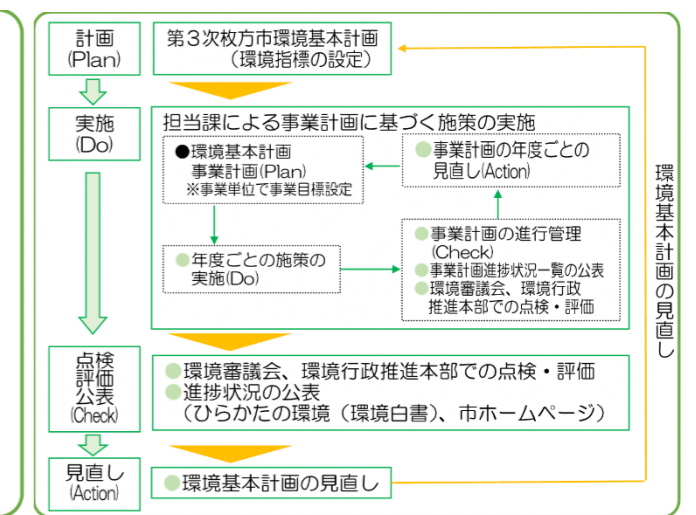 計画
(Plan)
第3次枚方市環境基本計画
(環境指標の設定)
実施
(Do)
担当課による事業計画に基づく施策の実施
●環境基本計画
事業計画(Plan)
※事業単位で事業目標設定
●事業計画の年度ごとの
見直し(Action)
●年度ごとの施策の
実施(Do)
●事業計画の進行管理
(Check)
●事業計画進捗状況一覧の公表
●環境審議会、環境行政
推進本部での点検・評価
点検
評価
公表
(Check)
●環境審議会、環境行政推進本部での点検・評価
●進捗状況の公表
(ひらかたの環境(環境白書)、市ホームページ)
見直し
(Action)
●環境基本計画の見直し
環境基本計画の見直し